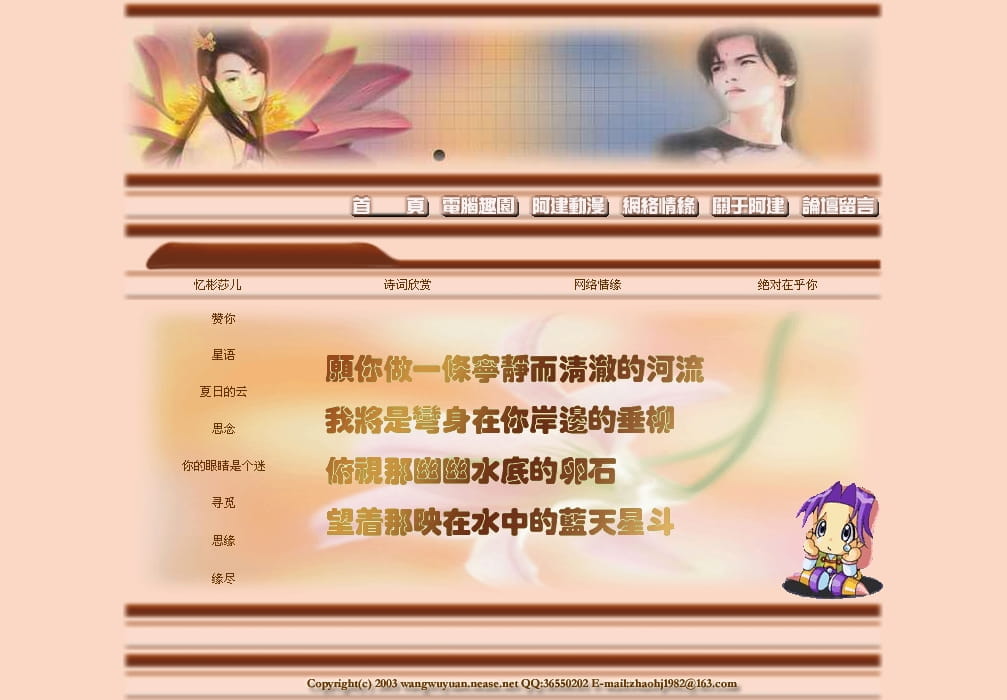 首　　頁 電腦趣園 阿建動漫 網絡情緣 關于阿建 論壇留言
忆彬莎儿 诗词欣赏 网络情缘 绝对在乎你
赞你
星语
夏日的云
思念
你的眼睛是个迷
寻觅
思缘
缘尽
願你做一條寧靜而清澈的河流
我將是彎身在你岸邊的垂柳
俯視那幽幽水底的卵石
望着那映在水中的藍天星斗
Copyright(c) 2003 wangwuyuan.nease.net QQ:36550202 E-mail:zhaohj1982@163.com